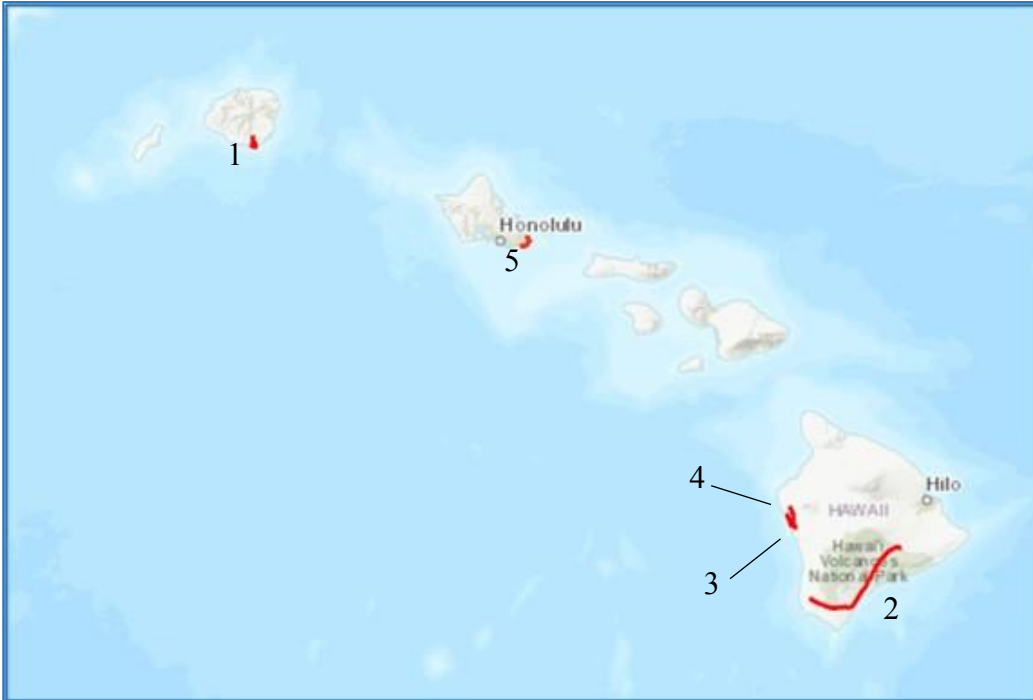 1
Honolulu
5
4
Hilo
HAWAII
3
Hawai'i
Volcanoes
National Park
2